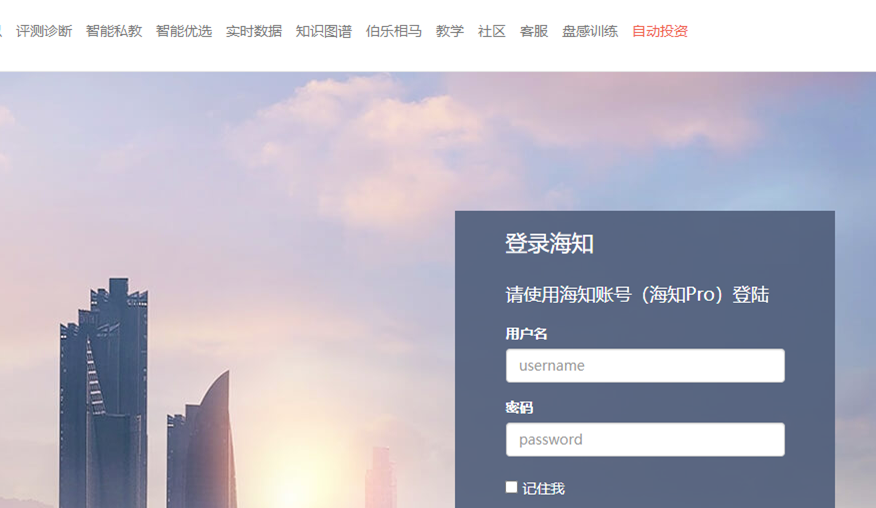 评测诊断 智能私教 智能优选 实时数据 知识图谱 伯乐相马 教学 社区 客服 盘感训练 自动投资
登录海知
请使用海知账号（海知Pro）登陆
用户名
username
密码
password
记住我